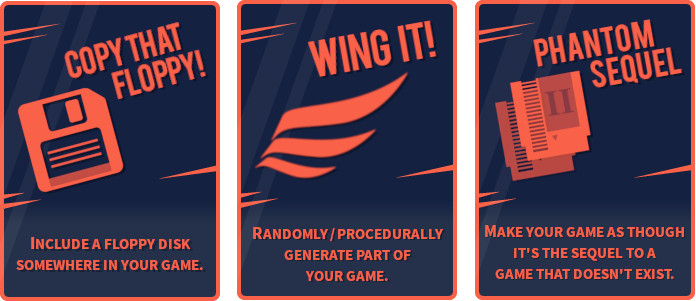 COPY THAT
FLOPPY!
INCLUDE A FLOPPY DISK
SOMEWHERE IN YOUR GAME.
WING IT!
RANDOMLY/PROCEDURALLY
GENERATE PART OF
YOUR GAME.
PHANTOM
SEQUEL
II
MAKE YOUR GAME AS THOUGH
IT'S THE SEQUEL TO A
GAME THAT DOESN'T EXIST.